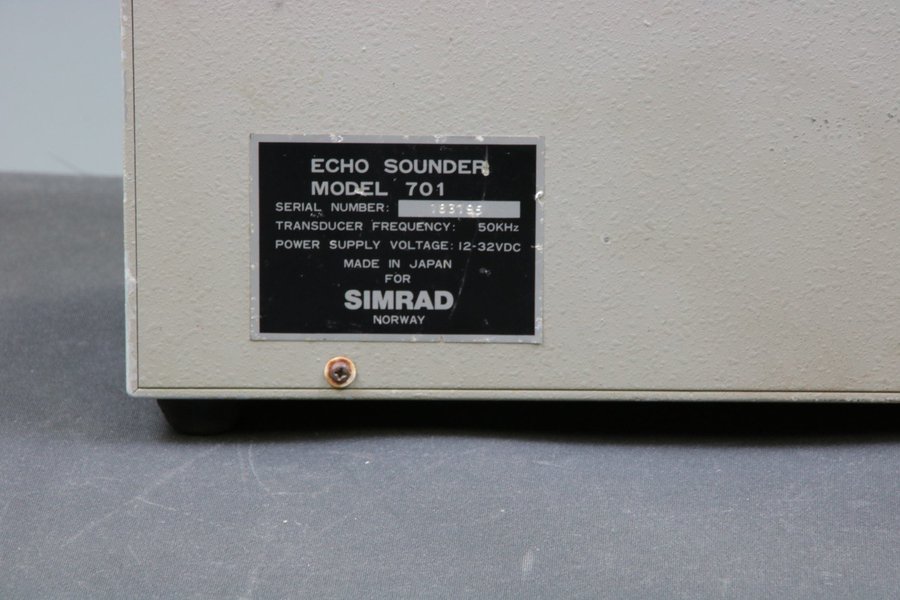 ECHO SOUNDER
MODEL 701
SERIAL NUMBER:
TRANSDUCER FREQUENCY: 50KHz
POWER SUPPLY VOLTAGE: 12-32VDC
MADE IN JAPAN
FOR
SIMRAD
NORWAY